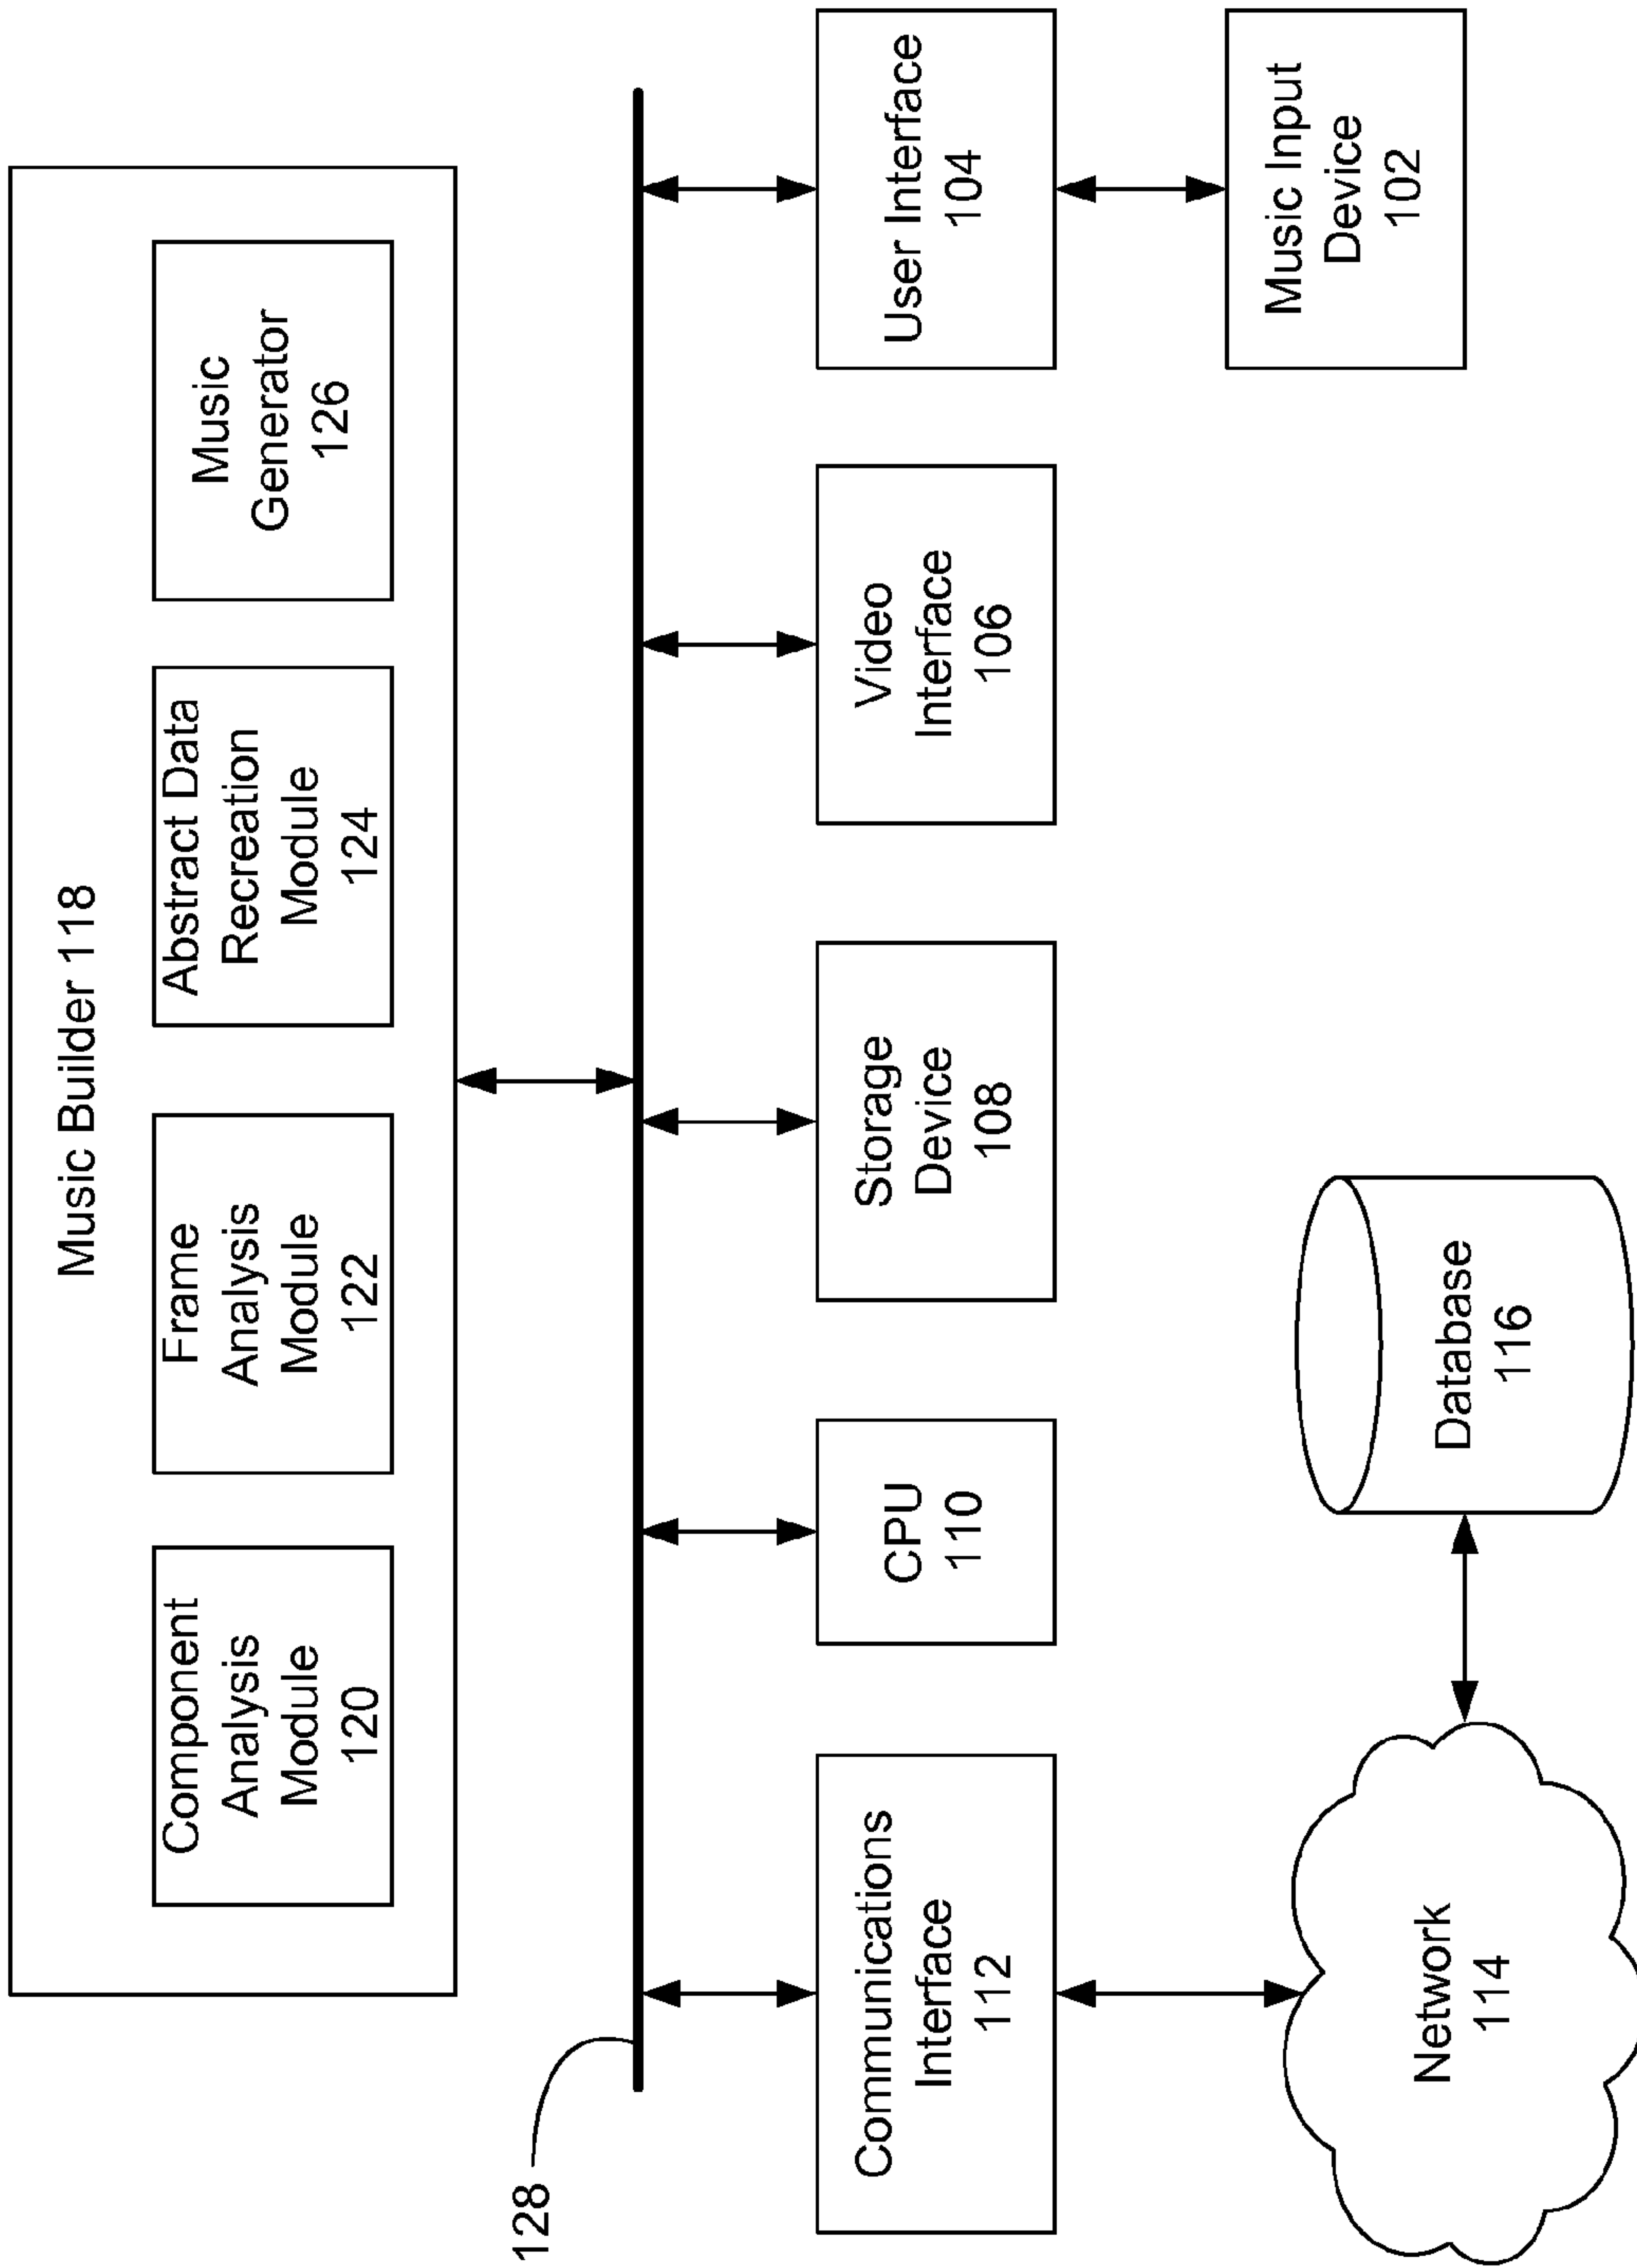 Music Builder 118
Component
Analysis
Module
120
Frame
Analysis
Module
122
Abstract Data
Recreation
Module
124
Music
Generator
126
128
Communications
Interface
112
CPU
110
Storage
Device
108
Video
Interface
106
User Interface
104
Network
114
Database
116
Music Input
Device
102